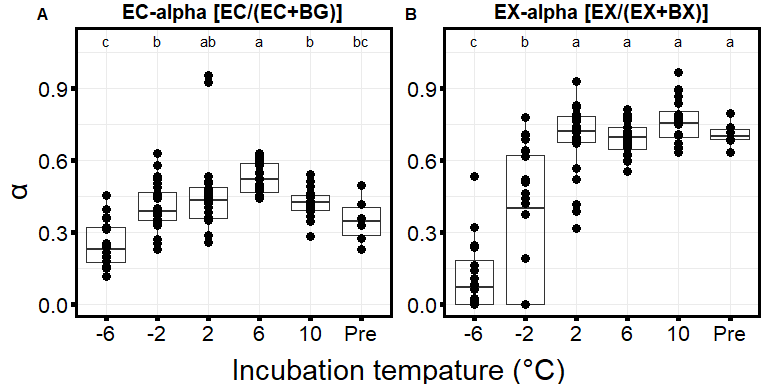 A EC-alpha [EC/(EC+BG)] B EX-alpha [EX/(EX+BX)]
c b ab a b bc c b a a a a
0.9 0.9
0.6 0.6
α
0.3 0.3
0.0 0.0
-6 -2 2 6 10 Pre -6 -2 2 6 10 Pre
Incubation tempature (°C)